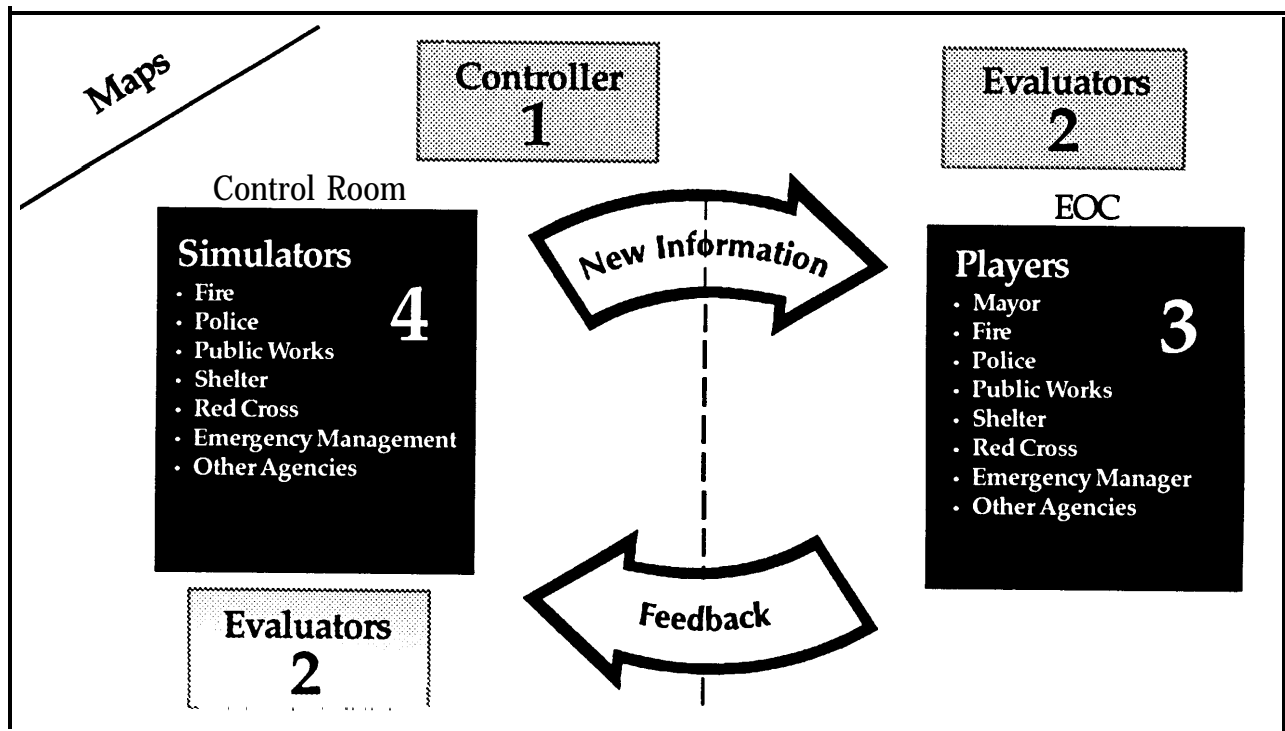 Maps
Controller
1
Evaluators
2
Control Room
EOC
Simulators
4
• Fire
• Police
• Public Works
• Shelter
• Red Cross
• Emergency Management
• Other Agencies
New Information
Players
3
• Mayor
• Fire
• Police
• Public Works
• Shelter
• Red Cross
• Emergency Manager
• Other Agencies
Feedback
Evaluators
2